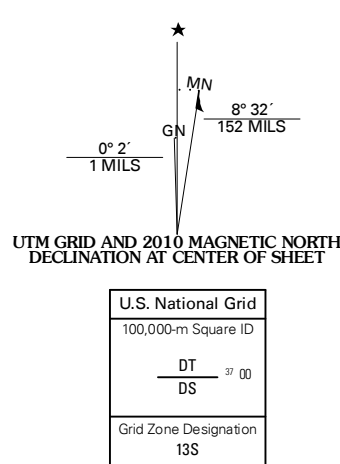 ★
MN
8° 32´
152 MILS
GN
0° 2´
1 MILS
UTM GRID AND 2010 MAGNETIC NORTH
DECLINATION AT CENTER OF SHEET
U.S. National Grid
100,000-m Square ID
DT
37 00
DS
Grid Zone Designation
13S